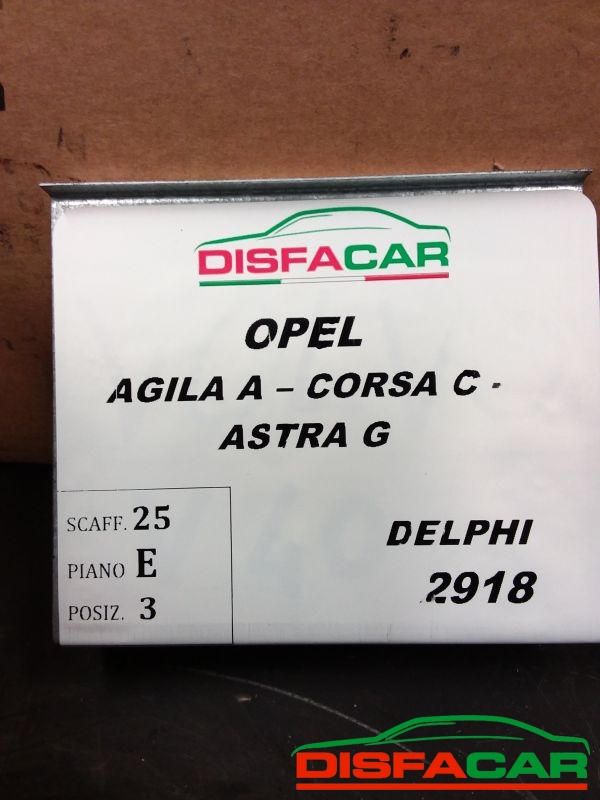 DISFACAR
OPEL
AGILA A – CORSA C -
ASTRA G
SCAFF. 25
PIANO E
POSIZ. 3
DELPHI
2918
DISFACAR